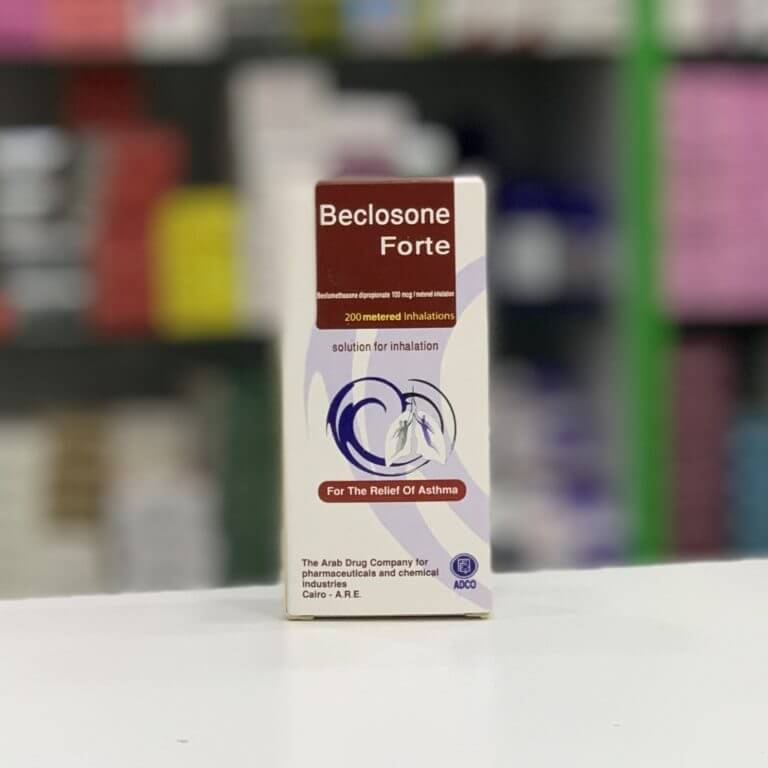 Beclosone
Forte
Beclomethasone dipropionate 100 mcg / metered inhalation
200 metered Inhalations
solution for inhalation
For The Relief Of Asthma
The Arab Drug Company for
pharmaceuticals and chemical
industries
Cairo - A.R.E.
ADCO